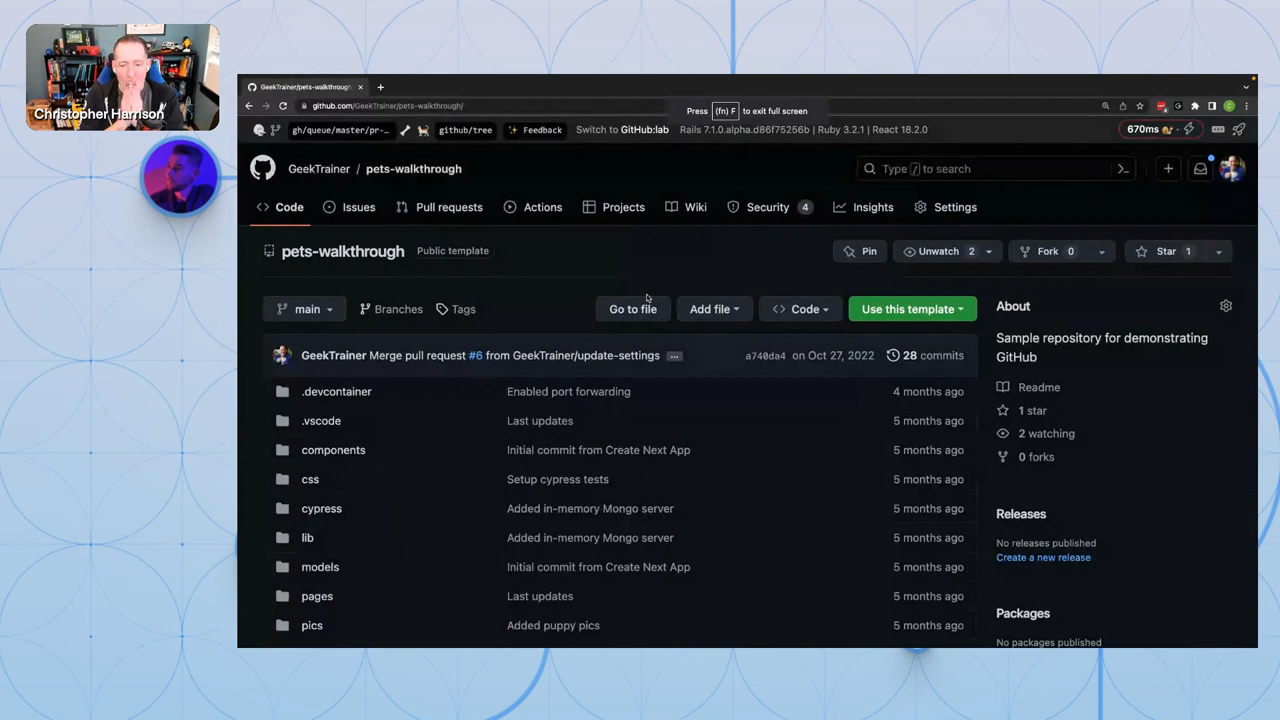 Christopher Harrison
GeekTrainer/pets-walkthrough
github.com/GeekTrainer/pets-walkthrough/
Press (fn) F to exit full screen
gh/queue/master/pr-... github/tree Feedback Switch to GitHub:lab Rails 7.1.0.alpha.d86f75256b | Ruby 3.2.1 | React 18.2.0 670ms
GeekTrainer / pets-walkthrough Type / to search
Code Issues Pull requests Actions Projects Wiki Security 4 Insights Settings
pets-walkthrough Public template Pin Unwatch 2 Fork 0 Star 1
main Branches Tags Go to file Add file Code Use this template
GeekTrainer Merge pull request #6 from GeekTrainer/update-settings ... a740da4 on Oct 27, 2022 28 commits
.devcontainer Enabled port forwarding 4 months ago
.vscode Last updates 5 months ago
components Initial commit from Create Next App 5 months ago
css Setup cypress tests 5 months ago
cypress Added in-memory Mongo server 5 months ago
lib Added in-memory Mongo server 5 months ago
models Initial commit from Create Next App 5 months ago
pages Last updates 5 months ago
pics Added puppy pics 5 months ago
About
Sample repository for demonstrating
GitHub
Readme
1 star
2 watching
0 forks
Releases
No releases published
Create a new release
Packages
No packages published